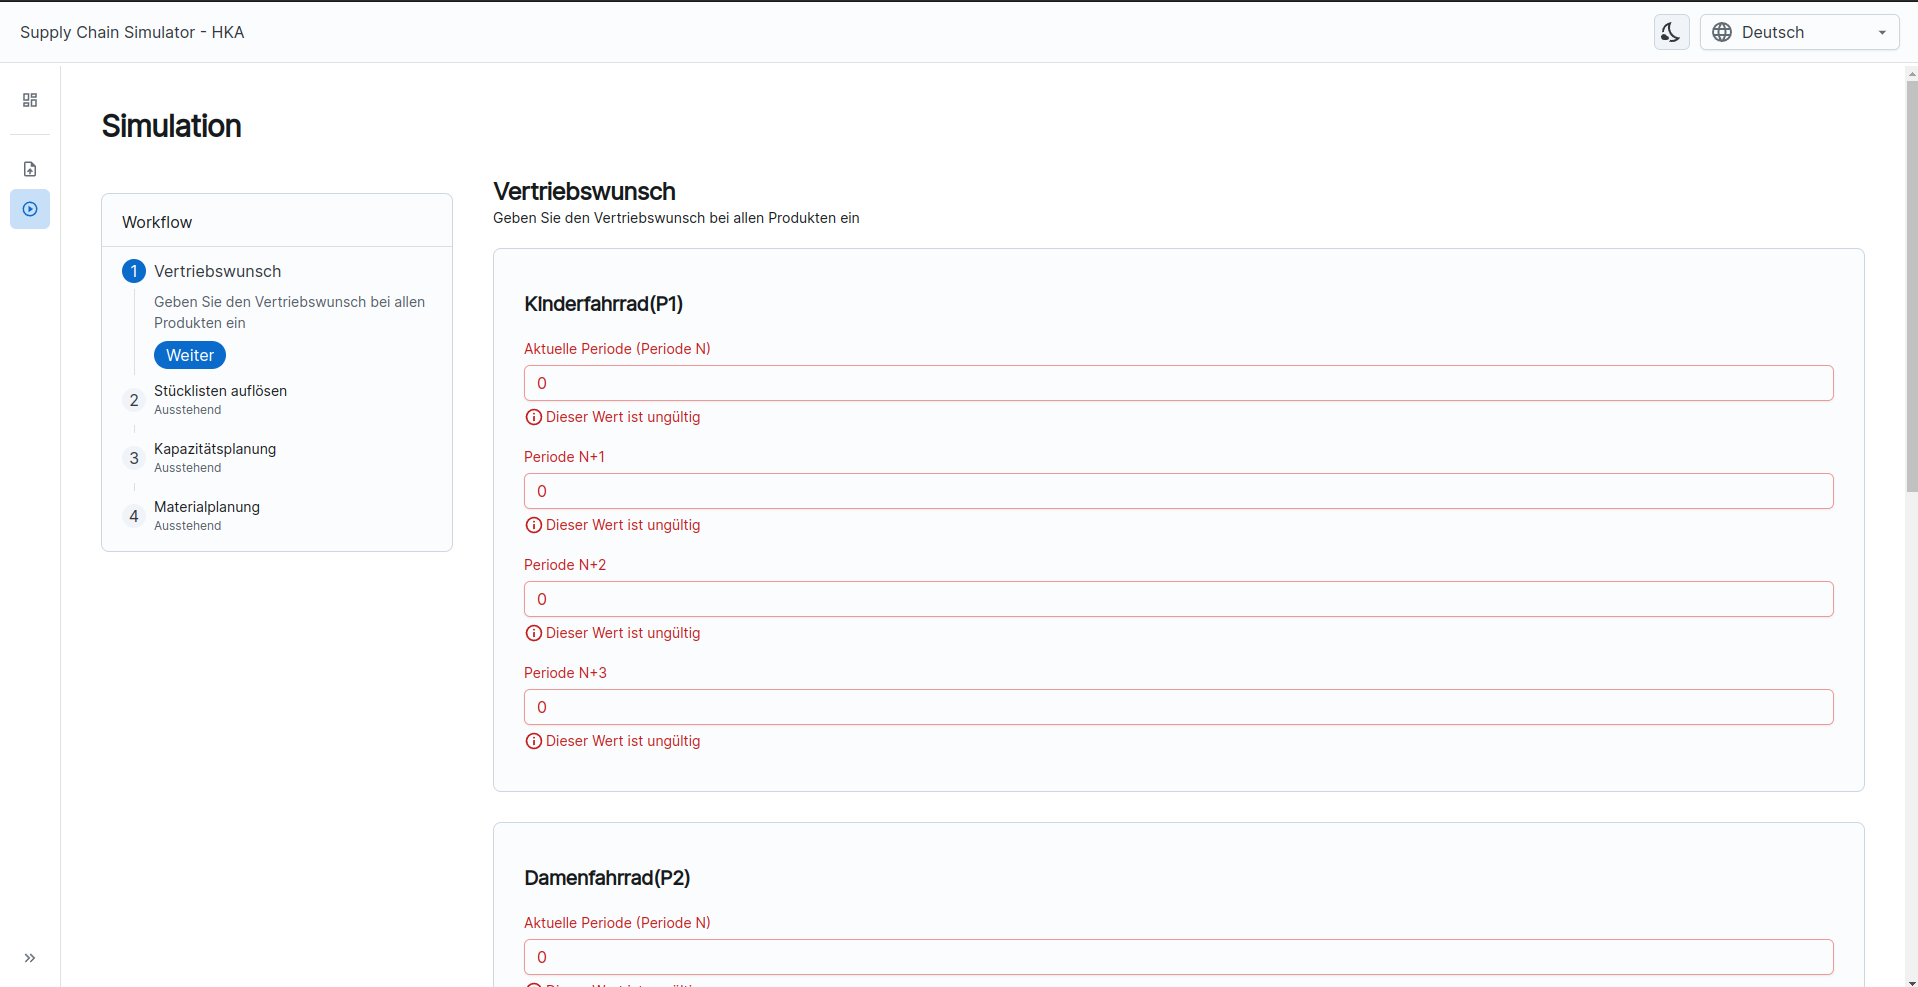 Supply Chain Simulator - HKA
Deutsch
Simulation
Workflow
1 Vertriebswunsch
Geben Sie den Vertriebswunsch bei allen
Produkten ein
Weiter
2 Stücklisten auflösen
Ausstehend
3 Kapazitätsplanung
Ausstehend
4 Materialplanung
Ausstehend
Vertriebswunsch
Geben Sie den Vertriebswunsch bei allen Produkten ein
Kinderfahrrad(P1)
Aktuelle Periode (Periode N)
0
Dieser Wert ist ungültig
Periode N+1
0
Dieser Wert ist ungültig
Periode N+2
0
Dieser Wert ist ungültig
Periode N+3
0
Dieser Wert ist ungültig
Damenfahrrad(P2)
Aktuelle Periode (Periode N)
0